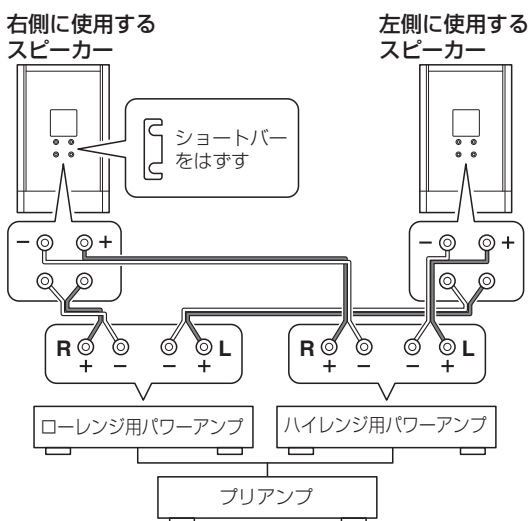 右側に使用する
スピーカー
左側に使用する
スピーカー
ショートバー
をはずす
− +
− +
R L
+ − − +
R L
+ − − +
ローレンジ用パワーアンプ
ハイレンジ用パワーアンプ
プリアンプ